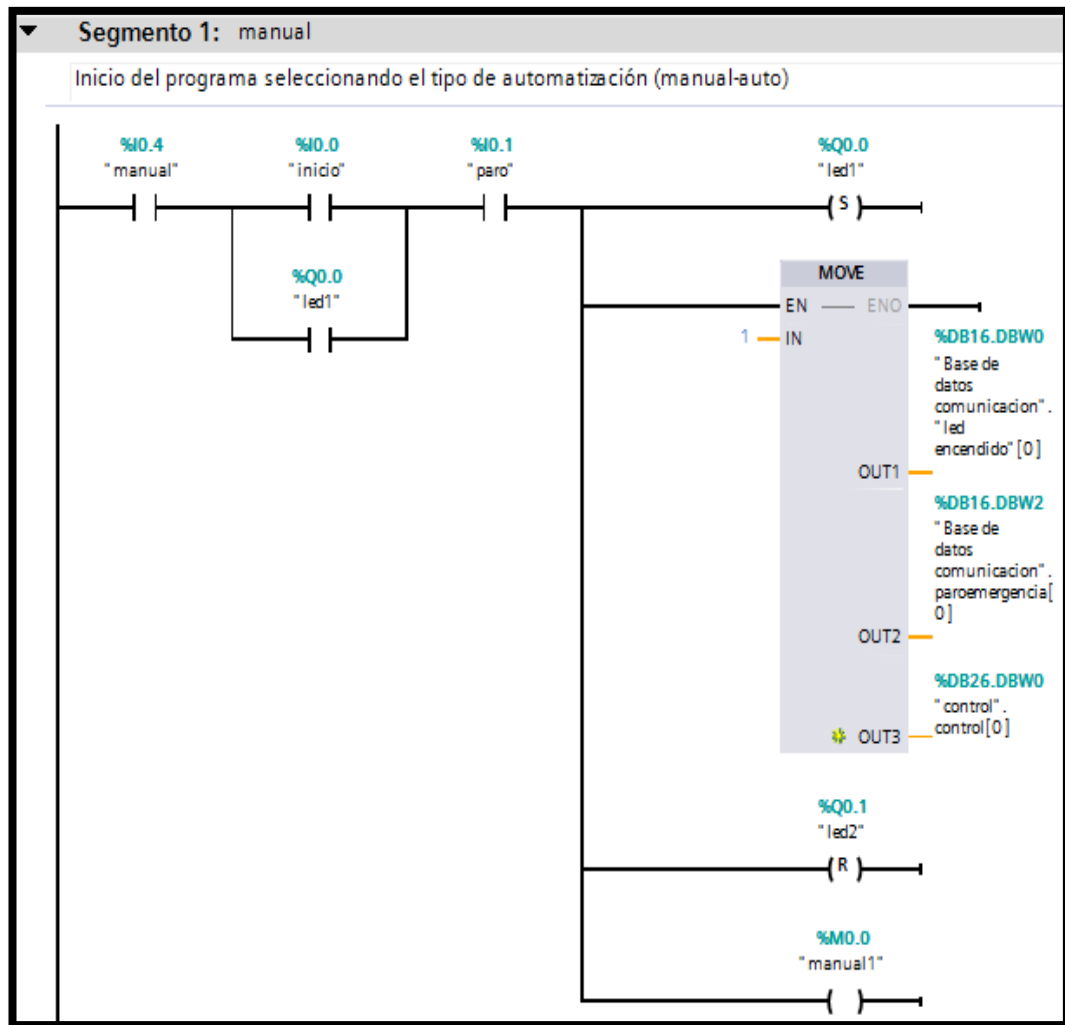 Segmento 1: manual
Inicio del programa seleccionando el tipo de automatización (manual-auto)
%I0.4
"manual"
%I0.0
"inicio"
%I0.1
"paro"
%Q0.0
"led1"
S
%Q0.0
"led1"
MOVE
EN ENO
1 IN
%DB16.DBW0
"Base de
datos
comunicacion".
"led
encendido"[0]
OUT1
%DB16.DBW2
"Base de
datos
comunicacion".
paroemergencia[
0]
OUT2
%DB26.DBW0
"control".
control[0]
OUT3
%Q0.1
"led2"
R
%M0.0
"manual1"